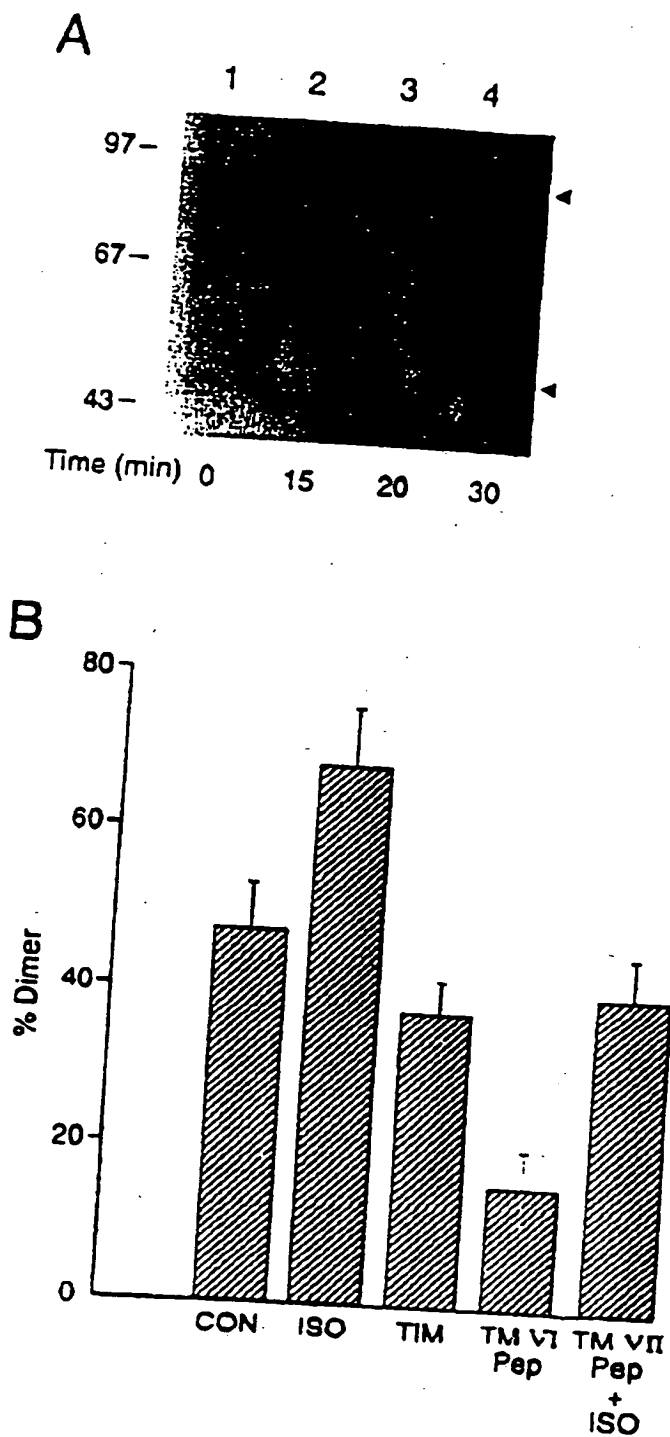 A
1 2 3 4
97–
67–
43–
Time (min) 0 15 20 30
B
80
60
40
20
0
% Dimer
CON ISO TIM TM VI TM VII
Pep Pep
+
ISO